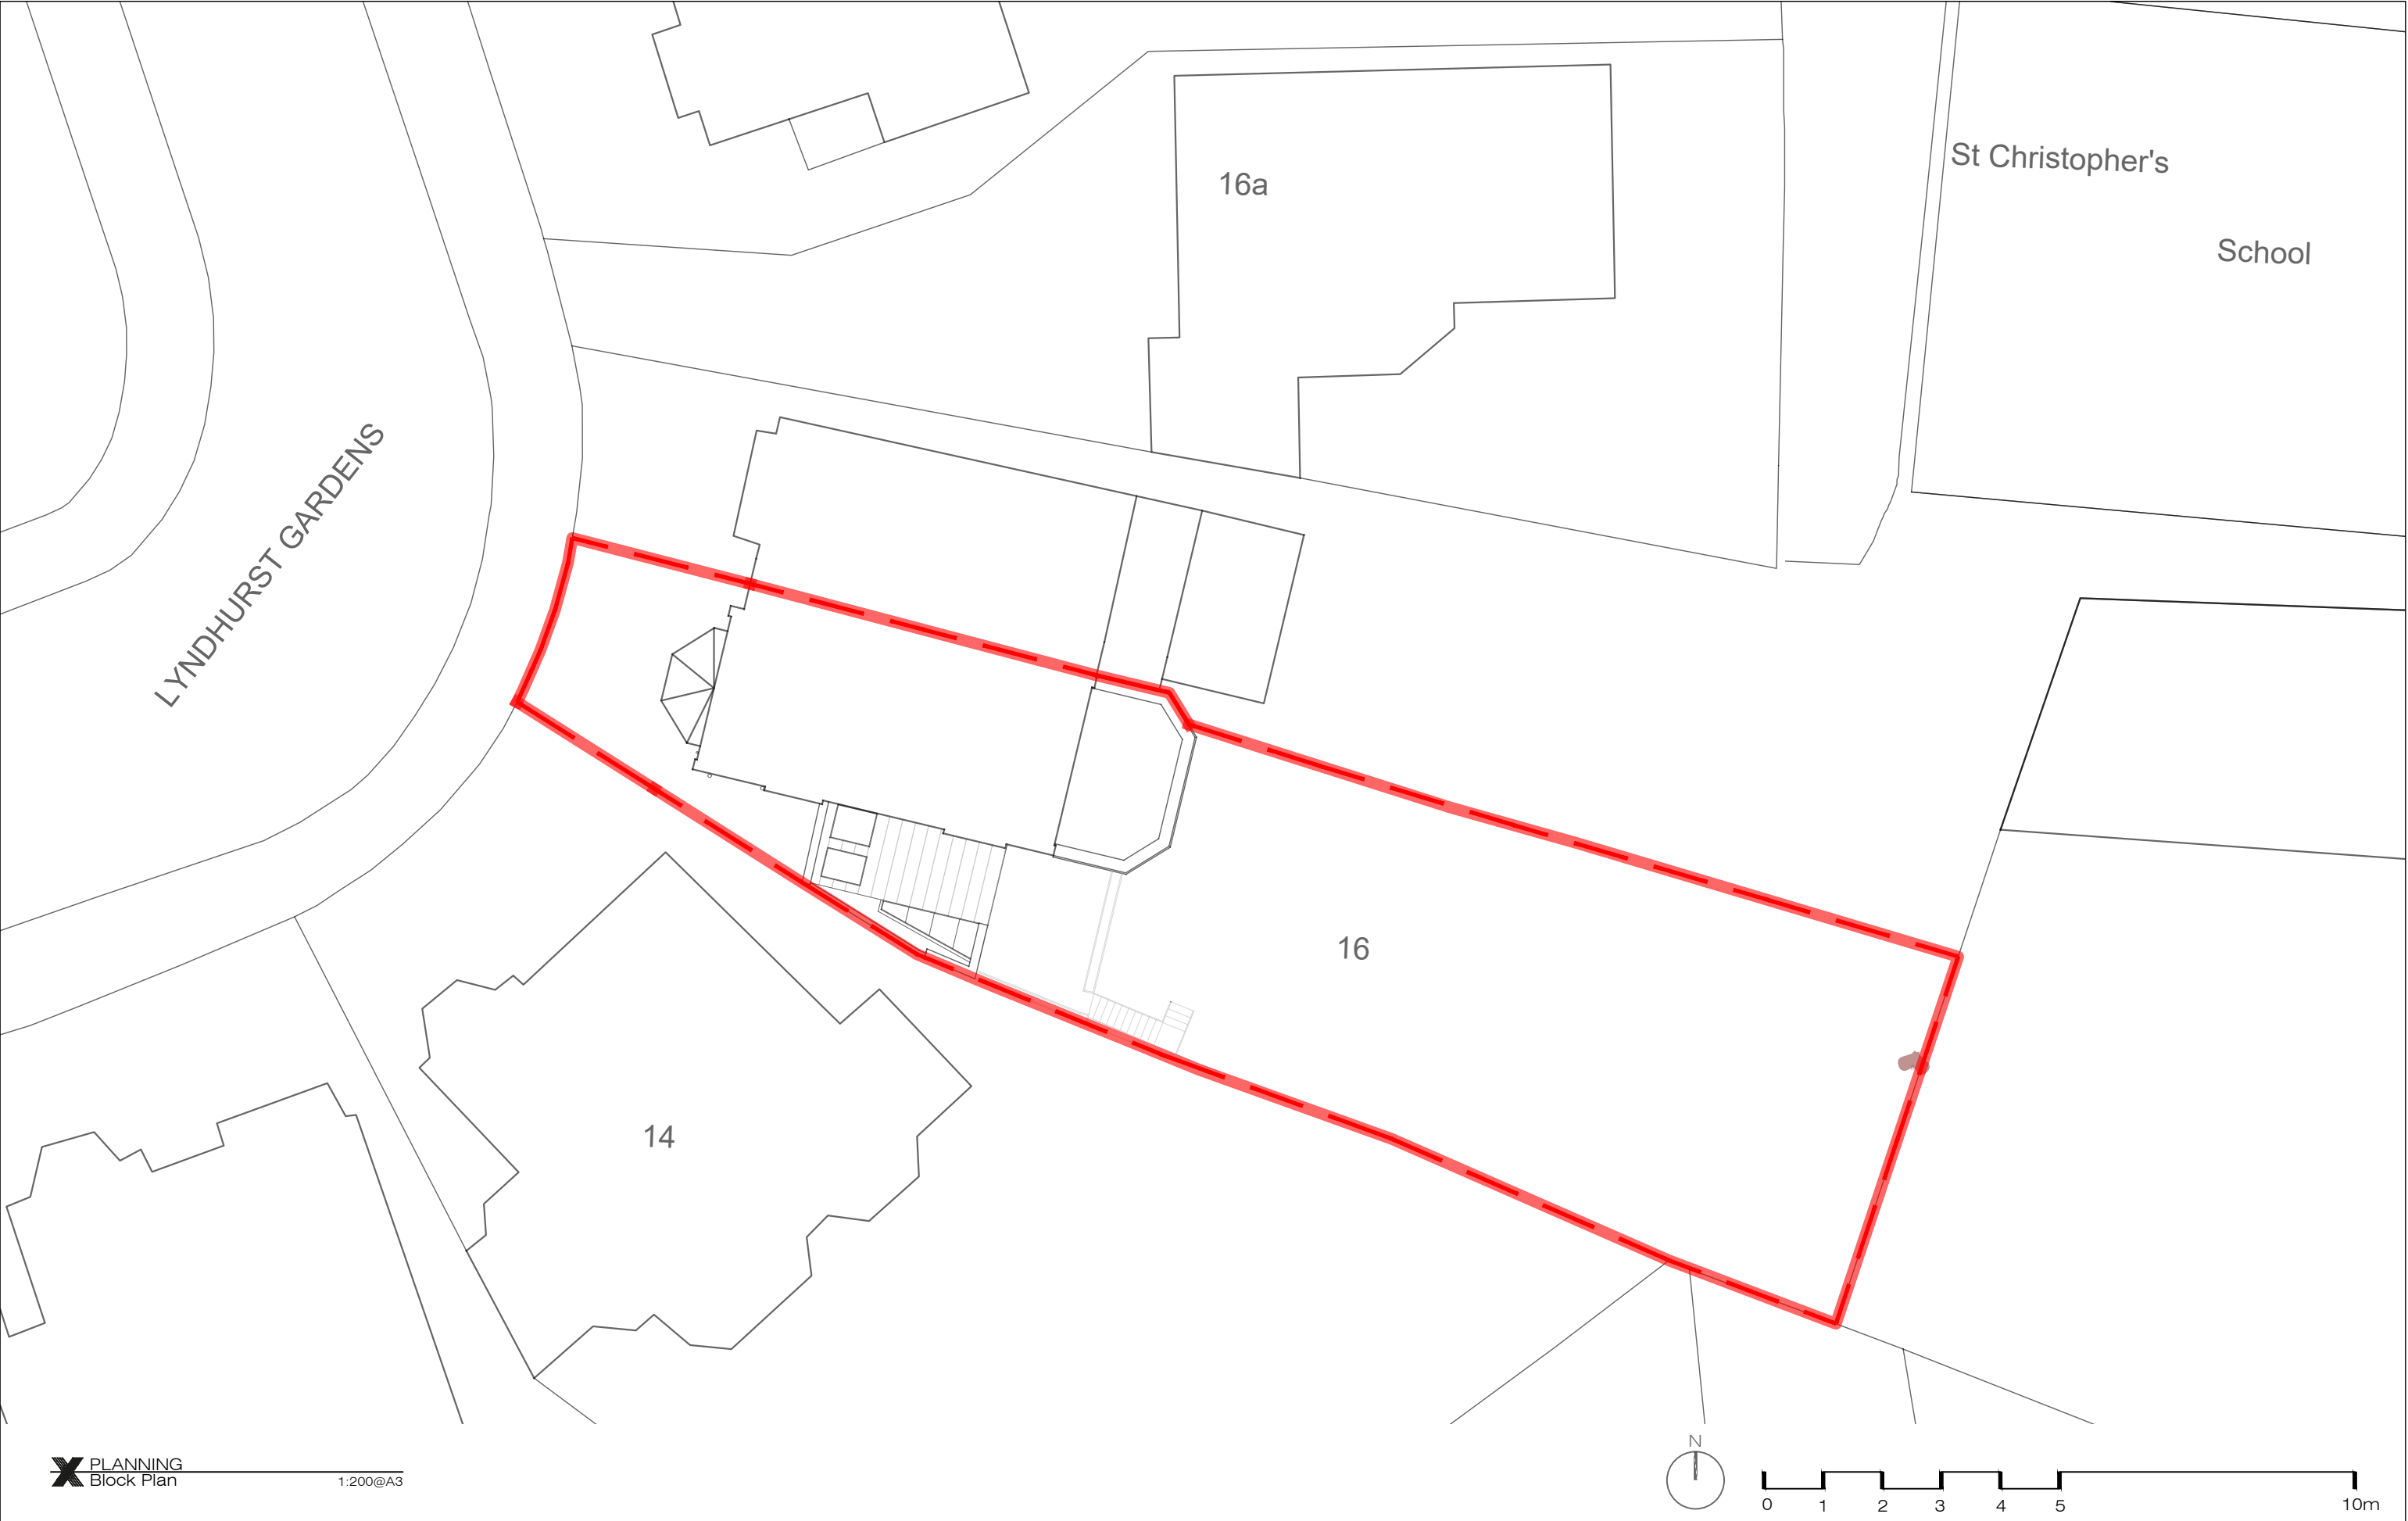 St Christopher's
16a
School
LYNDHURST GARDENS
16
14
N
PLANNING
Block Plan 1:200@A3
0 1 2 3 4 5 10m